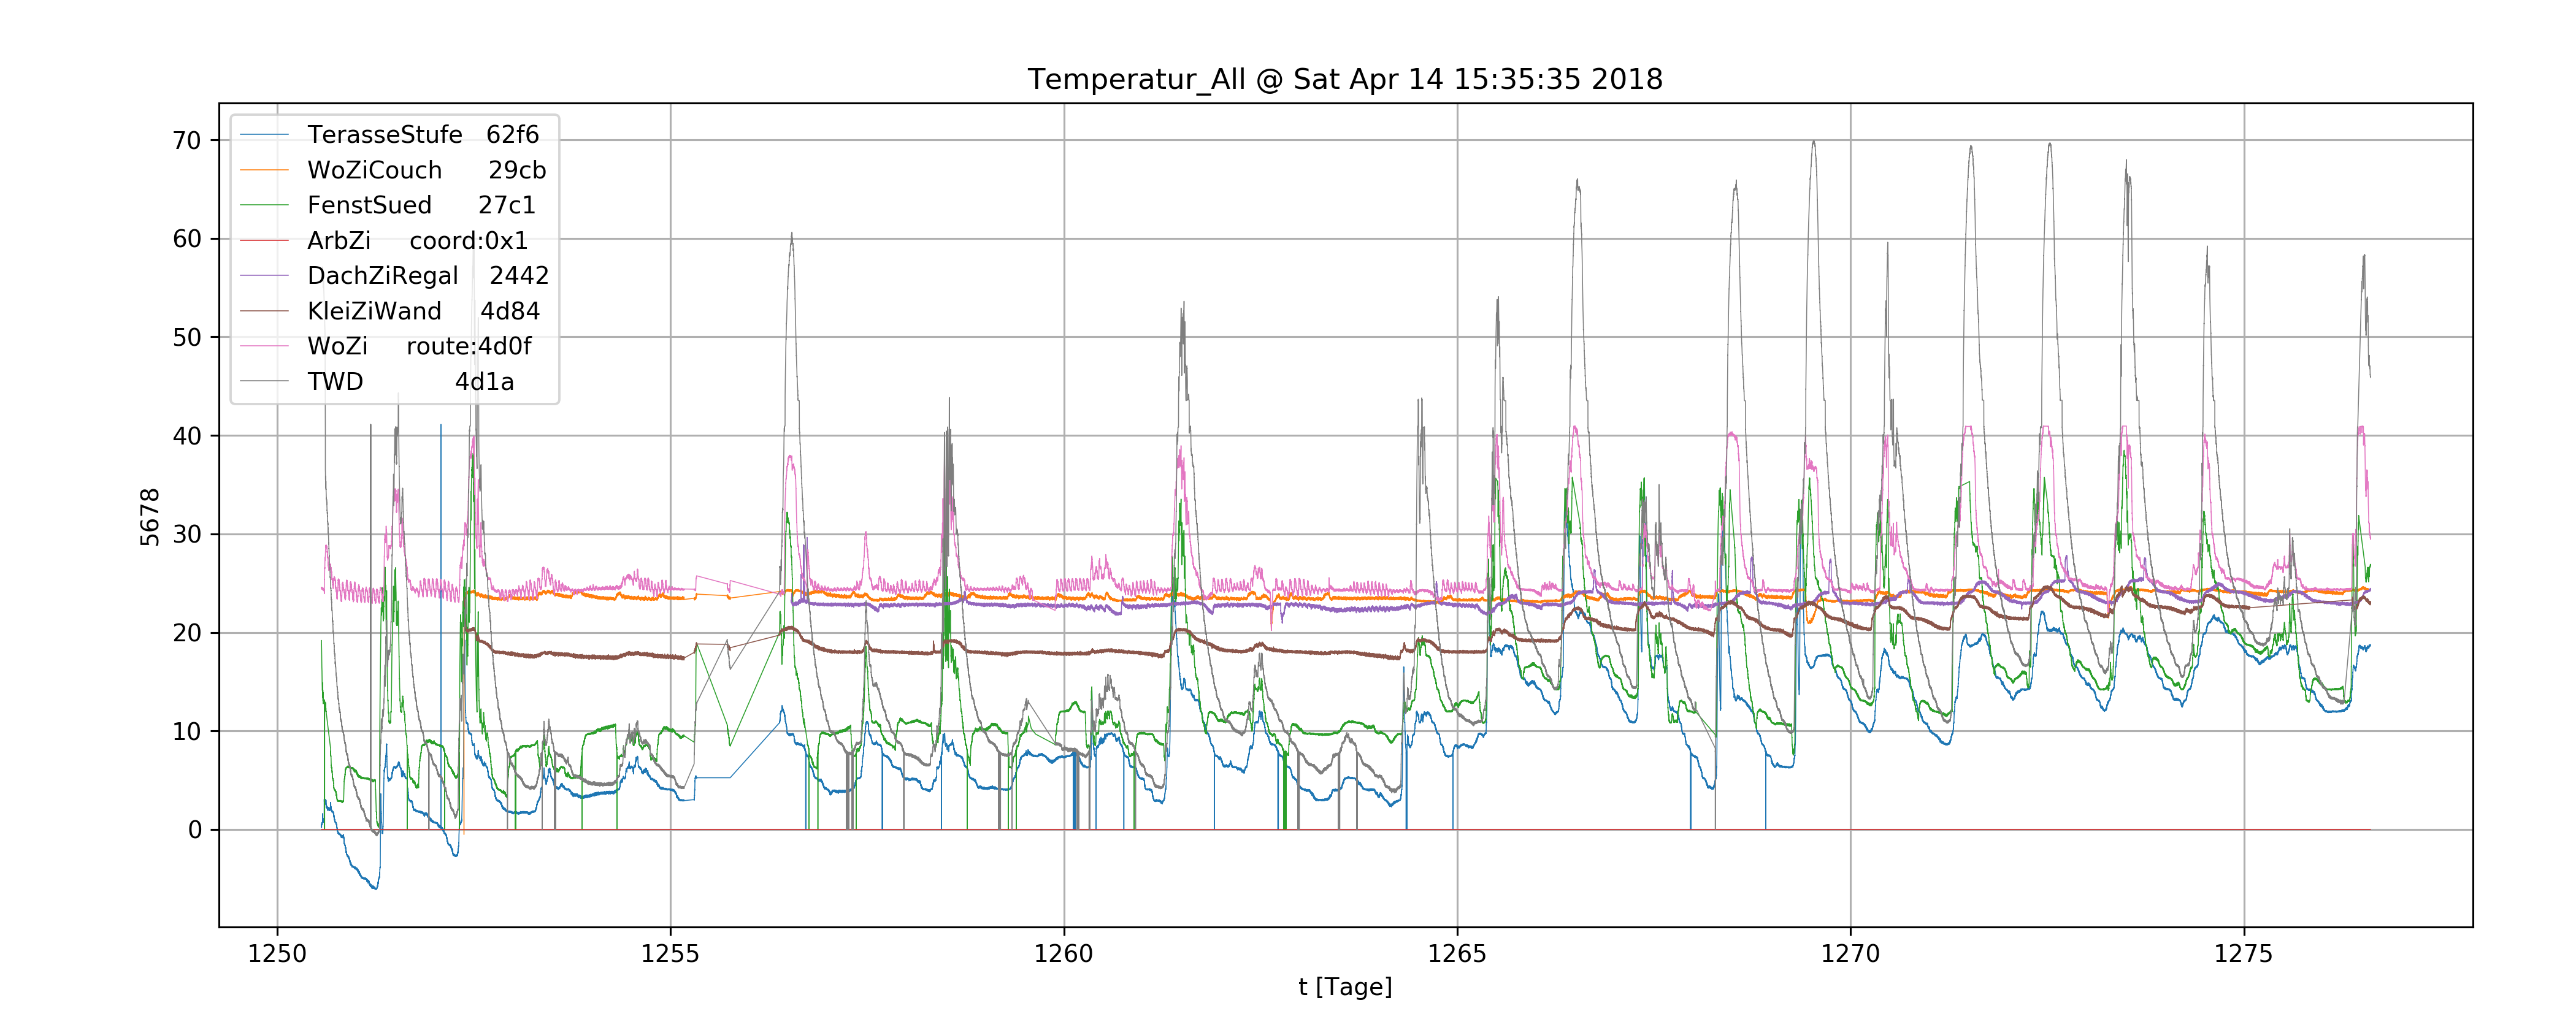 Temperatur_All @ Sat Apr 14 15:35:35 2018
70
60
50
40
30
20
10
0
5678
TerasseStufe 62f6
WoZiCouch 29cb
FenstSued 27c1
ArbZi coord:0x1
DachZiRegal 2442
KleiZiWand 4d84
WoZi route:4d0f
TWD 4d1a
1250 1255 1260 1265 1270 1275
t [Tage]